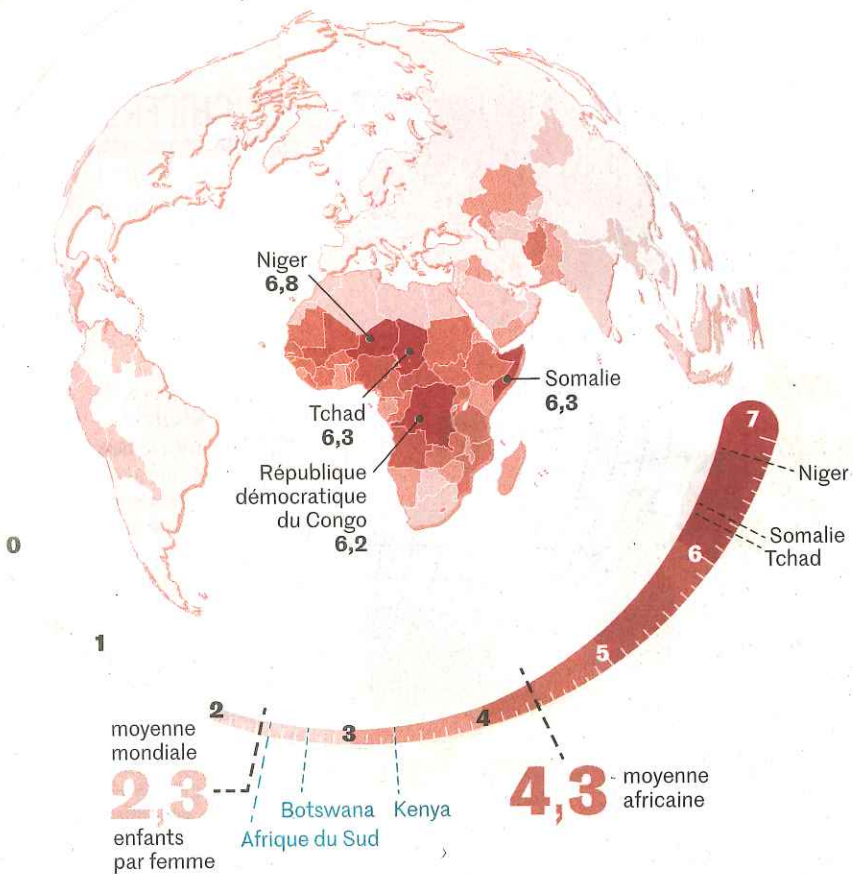 Niger
6,8
Tchad
6,3
Somalie
6,3
République
démocratique
du Congo
6,2
0
1
2
3
4
5
6
7
Niger
Somalie
Tchad
moyenne
mondiale
2,3
enfants
par femme
Afrique du Sud
Botswana
Kenya
4,3
moyenne
africaine